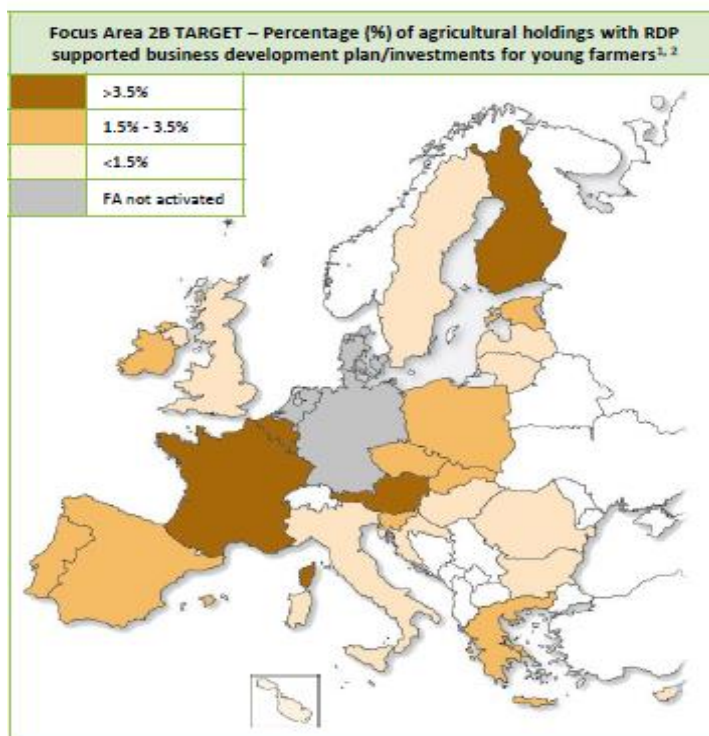 Focus Area 2B TARGET – Percentage (%) of agricultural holdings with RDP
supported business development plan/investments for young farmers1, 2
>3.5%
1.5% - 3.5%
<1.5%
FA not activated